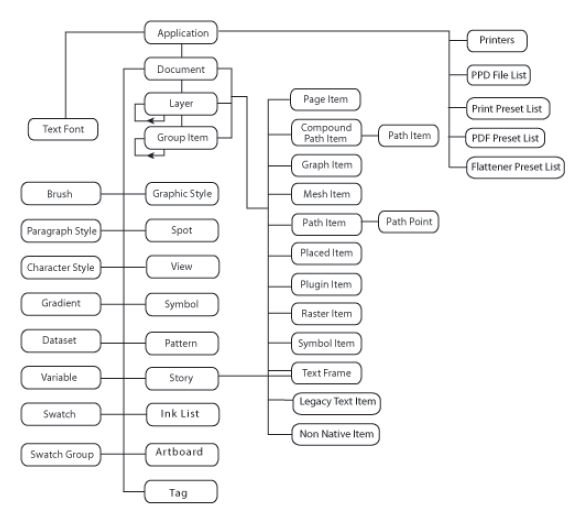 Application
Document
Layer
Group Item
Text Font
Printers
PPD File List
Print Preset List
PDF Preset List
Flattener Preset List
Page Item
Compound
Path Item
Path Item
Graph Item
Mesh Item
Path Item
Path Point
Placed Item
Plugin Item
Raster Item
Symbol Item
Text Frame
Legacy Text Item
Non Native Item
Brush
Graphic Style
Paragraph Style
Spot
Character Style
View
Gradient
Symbol
Dataset
Pattern
Variable
Story
Swatch
Ink List
Swatch Group
Artboard
Tag